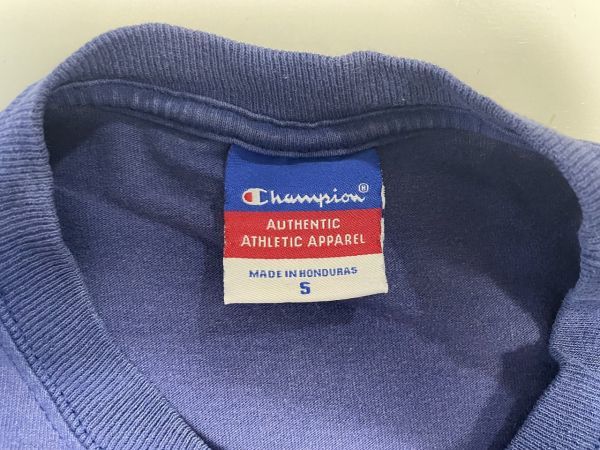 Champion®
AUTHENTIC
ATHLETIC APPAREL
MADE IN HONDURAS
S